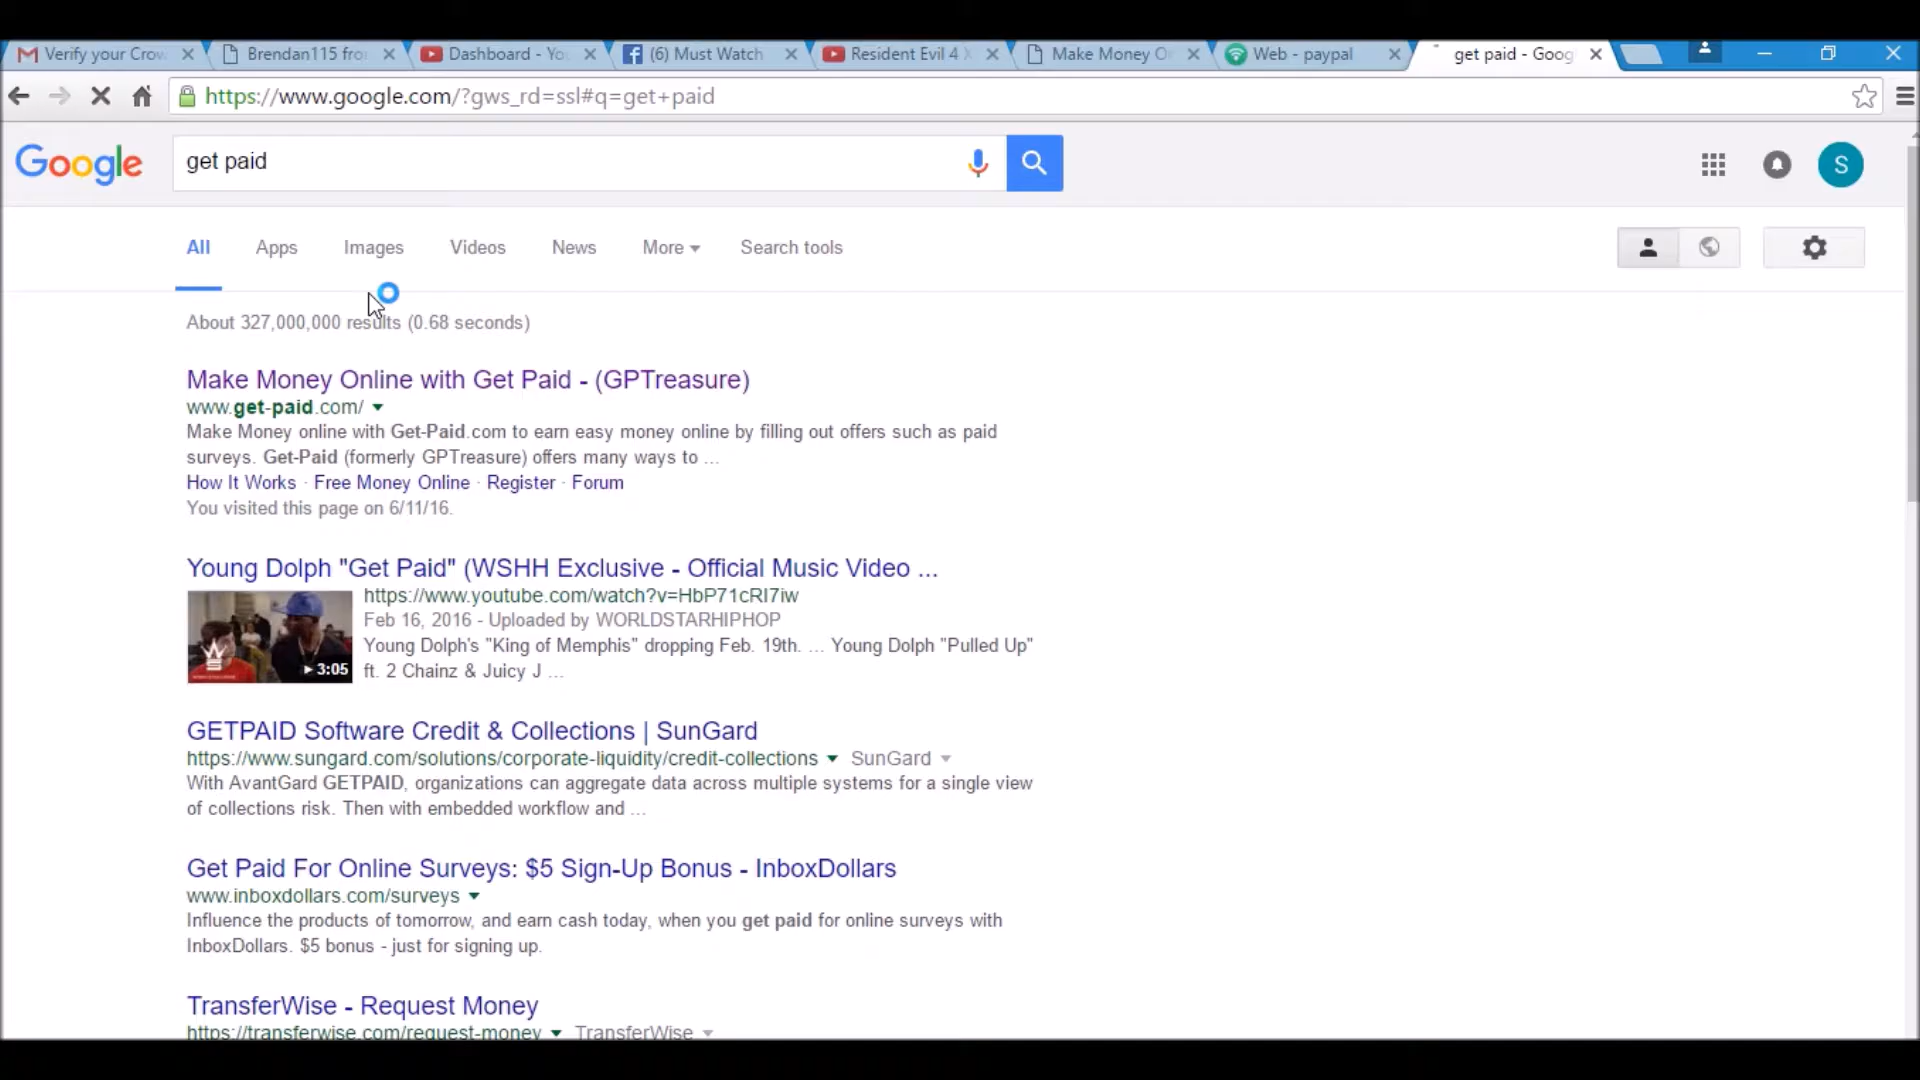 Verify your Crow
Brendan115 fro
Dashboard - Yo
(6) Must Watch
Resident Evil 4 X
Make Money O
Web - paypal
get paid - Goog
https://www.google.com/?gws_rd=ssl#q=get+paid
Google
get paid
S
All
Apps
Images
Videos
News
More
Search tools
About 327,000,000 results (0.68 seconds)
Make Money Online with Get Paid - (GPTreasure)
www.get-paid.com/
Make Money online with Get-Paid.com to earn easy money online by filling out offers such as paid
surveys. Get-Paid (formerly GPTreasure) offers many ways to ...
How It Works · Free Money Online · Register · Forum
You visited this page on 6/11/16.
Young Dolph "Get Paid" (WSHH Exclusive - Official Music Video ...
https://www.youtube.com/watch?v=HbP71cRI7iw
Feb 16, 2016 - Uploaded by WORLDSTARHIPHOP
Young Dolph's "King of Memphis" dropping Feb. 19th. ... Young Dolph "Pulled Up"
3:05
ft. 2 Chainz & Juicy J ...
GETPAID Software Credit & Collections | SunGard
https://www.sungard.com/solutions/corporate-liquidity/credit-collections SunGard
With AvantGard GETPAID, organizations can aggregate data across multiple systems for a single view
of collections risk. Then with embedded workflow and ...
Get Paid For Online Surveys: $5 Sign-Up Bonus - InboxDollars
www.inboxdollars.com/surveys
Influence the products of tomorrow, and earn cash today, when you get paid for online surveys with
InboxDollars. $5 bonus - just for signing up.
TransferWise - Request Money
https://transferwise.com/request-money TransferWise